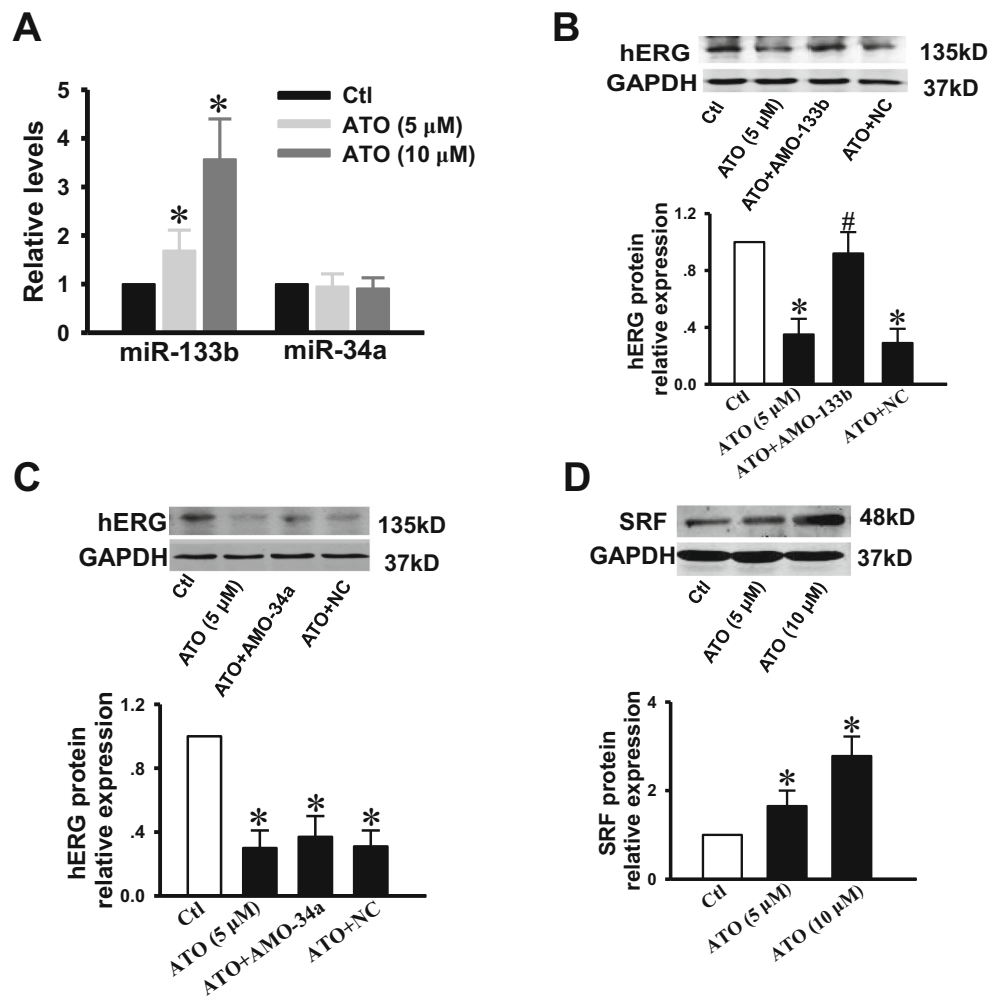 A
5
4
3
2
1
0
Relative levels
Ctl
ATO (5 µM)
ATO (10 µM)
*
*
miR-133b
miR-34a
B
hERG
135kD
GAPDH
37kD
Ctl
ATO (5 µM)
ATO+AMO-133b
ATO+NC
hERG protein
relative expression
1.2
.8
.4
0.0
*
#
*
Ctl
ATO (5 µM)
ATO+AMO-133b
ATO+NC
C
hERG
135kD
GAPDH
37kD
Ctl
ATO (5 µM)
ATO+AMO-34a
ATO+NC
hERG protein
relative expression
1.2
.8
.4
0.0
*
*
*
Ctl
ATO (5 µM)
ATO+AMO-34a
ATO+NC
D
SRF
48kD
GAPDH
37kD
Ctl
ATO (5 µM)
ATO (10 µM)
SRF protein
relative expression
4
2
0
*
*
Ctl
ATO (5 µM)
ATO (10 µM)